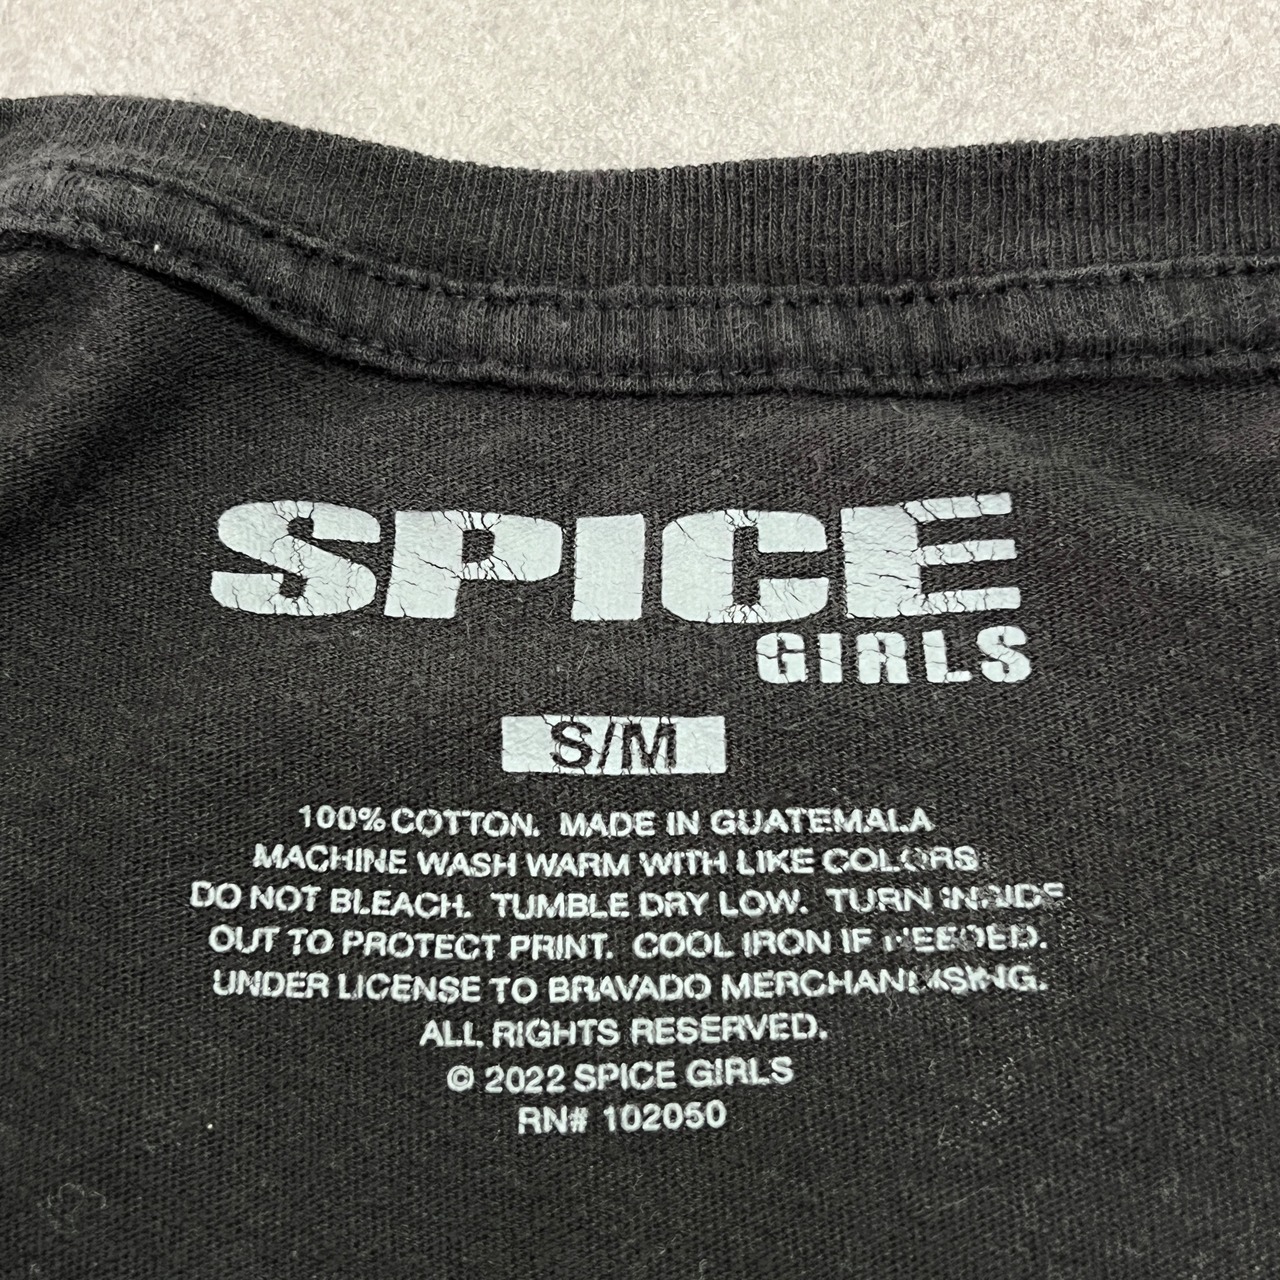 SPICE
GIRLS
S/M
100% COTTON. MADE IN GUATEMALA
MACHINE WASH WARM WITH LIKE COLORS
DO NOT BLEACH. TUMBLE DRY LOW. TURN INSIDE
OUT TO PROTECT PRINT. COOL IRON IF NEEDED.
UNDER LICENSE TO BRAVADO MERCHANDISING.
ALL RIGHTS RESERVED.
© 2022 SPICE GIRLS
RN# 102050